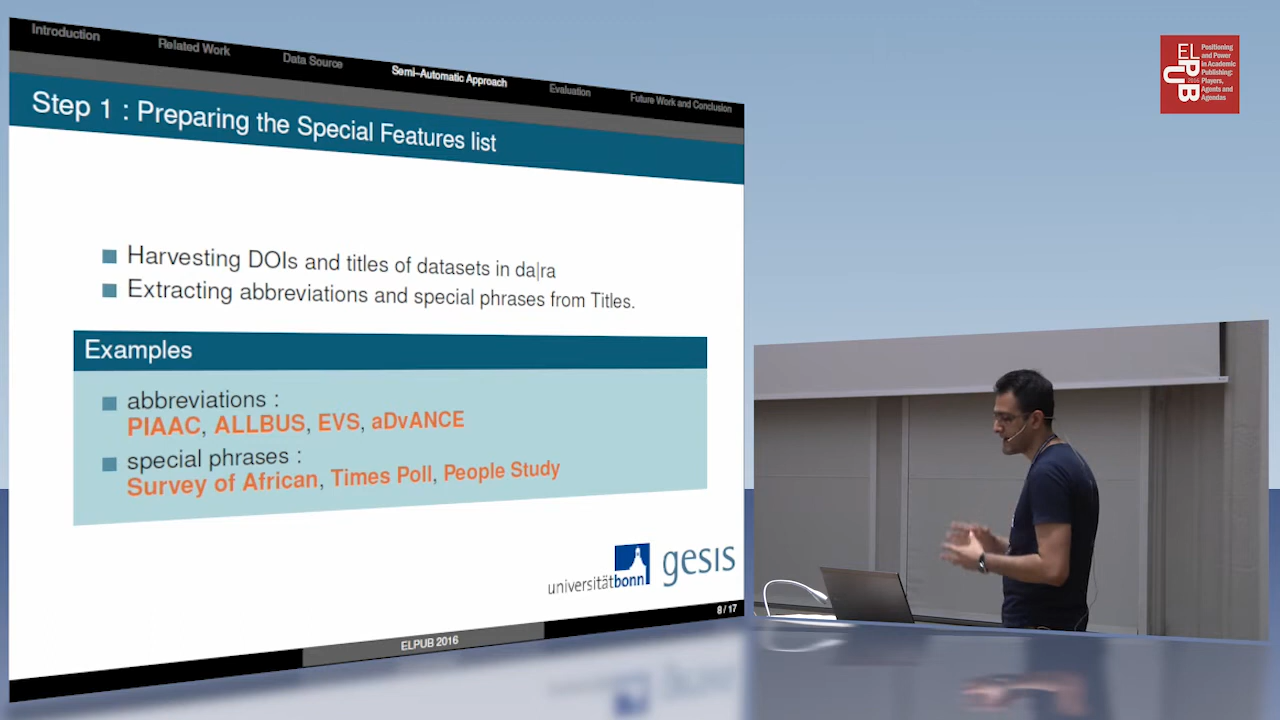 Introduction
Related Work
Data Source
Semi–Automatic Approach
Evaluation
Future Work and Conclusion
Step 1 : Preparing the Special Features list
Harvesting DOIs and titles of datasets in da|ra
Extracting abbreviations and special phrases from Titles.
Examples
abbreviations :
PIAAC, ALLBUS, EVS, aDvANCE
special phrases :
Survey of African, Times Poll, People Study
universitätbonn
gesis
8 / 17
ELPUB 2016
ELPUB
2016
Positioning
and Power
in Academic
Publishing:
Players,
Agents and
Agendas